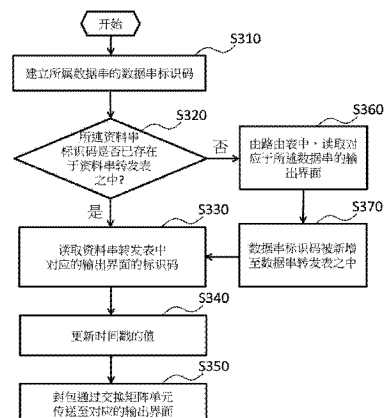 开始
S310
建立所属数据串的数据串标识码
S320
所述资料串
标识码是否已存在
于资料串转发表
之中?
否
S360
由路由表中，读取对
应于所述数据串的输
出界面
是
S330
读取资料串转发表中
对应的输出界面的标识码
S370
数据串标识码被新增
至数据串转发表之中
S340
更新时间戳的值
S350
封包通过交换矩阵单元
传送至对应的输出界面